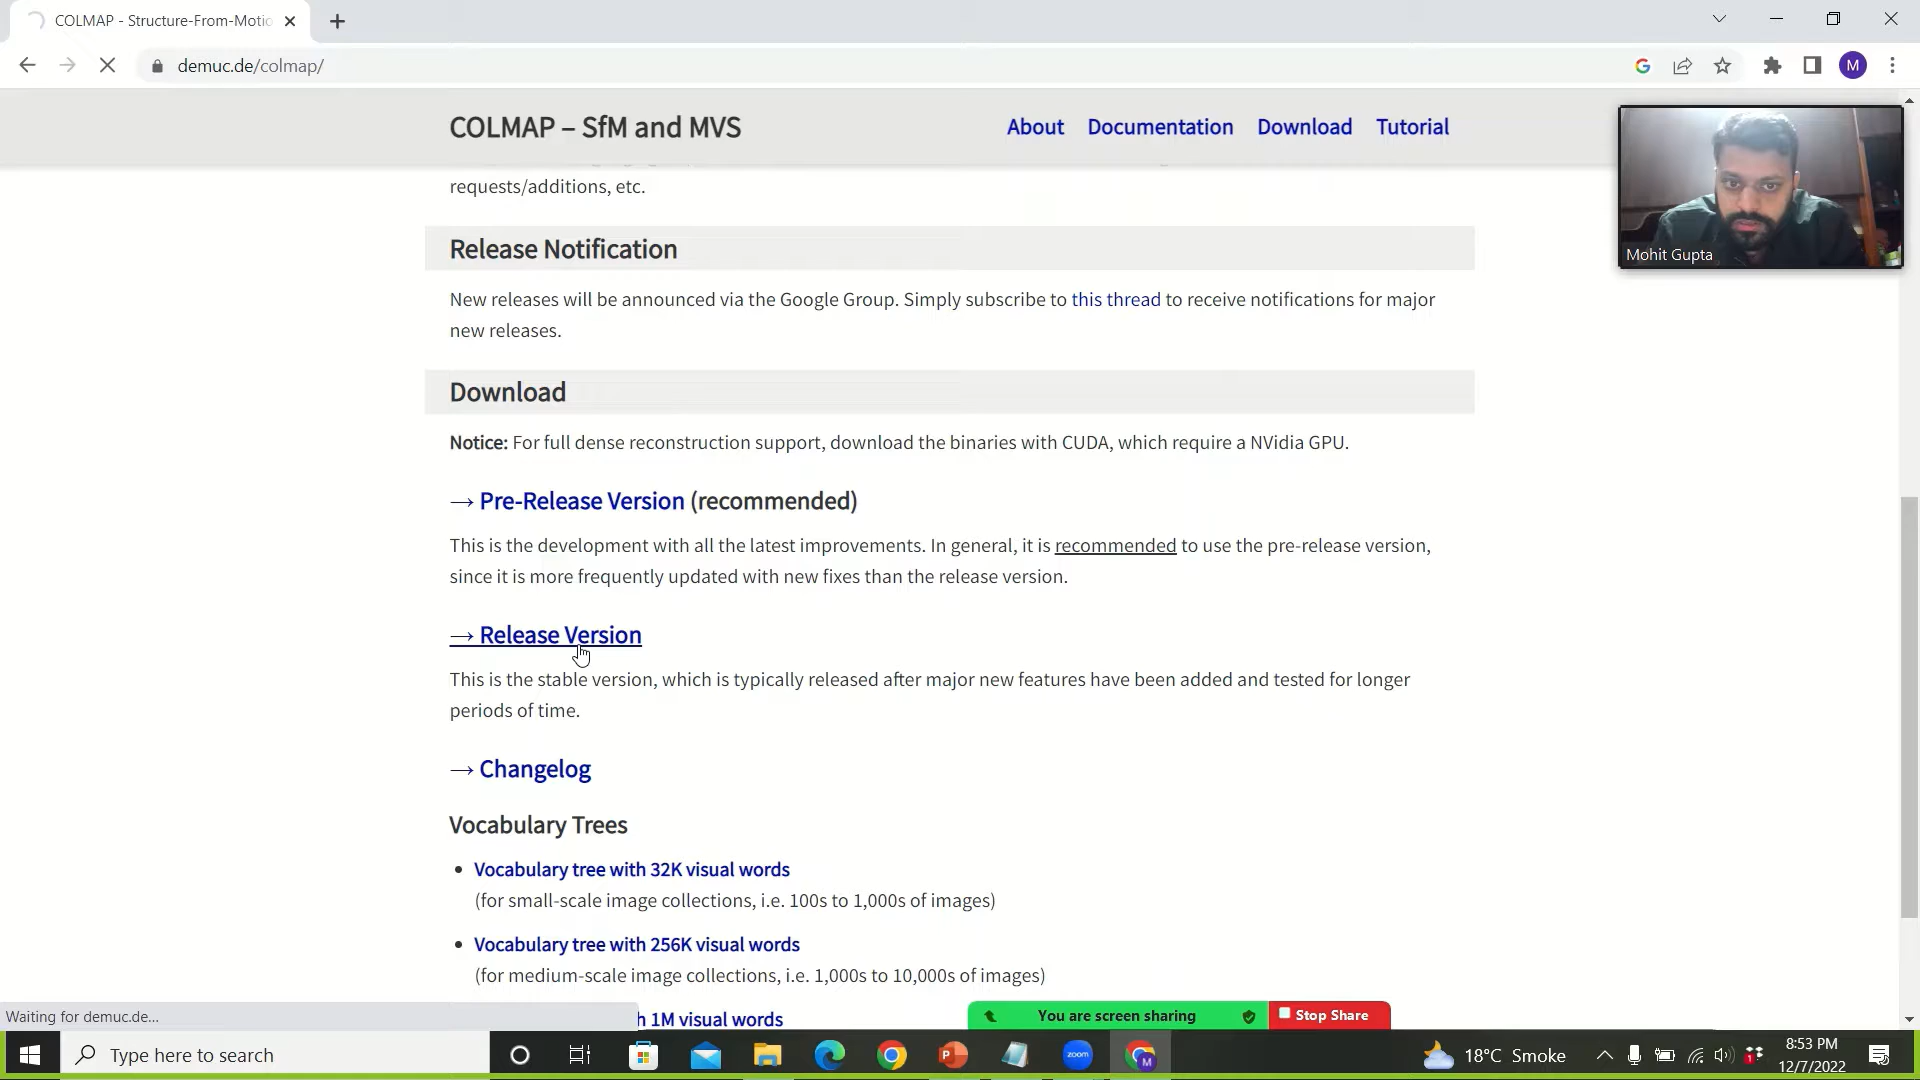 COLMAP - Structure-From-Motio
demuc.de/colmap/
M
COLMAP – SfM and MVS
About Documentation Download Tutorial
Mohit Gupta
requests/additions, etc.
Release Notification
New releases will be announced via the Google Group. Simply subscribe to this thread to receive notifications for major
new releases.
Download
Notice: For full dense reconstruction support, download the binaries with CUDA, which require a NVidia GPU.
→ Pre-Release Version (recommended)
This is the development with all the latest improvements. In general, it is recommended to use the pre-release version,
since it is more frequently updated with new fixes than the release version.
→ Release Version
This is the stable version, which is typically released after major new features have been added and tested for longer
periods of time.
→ Changelog
Vocabulary Trees
• Vocabulary tree with 32K visual words
(for small-scale image collections, i.e. 100s to 1,000s of images)
• Vocabulary tree with 256K visual words
(for medium-scale image collections, i.e. 1,000s to 10,000s of images)
h 1M visual words
Waiting for demuc.de...
You are screen sharing Stop Share
Type here to search
zoom
18°C Smoke
8:53 PM
12/7/2022